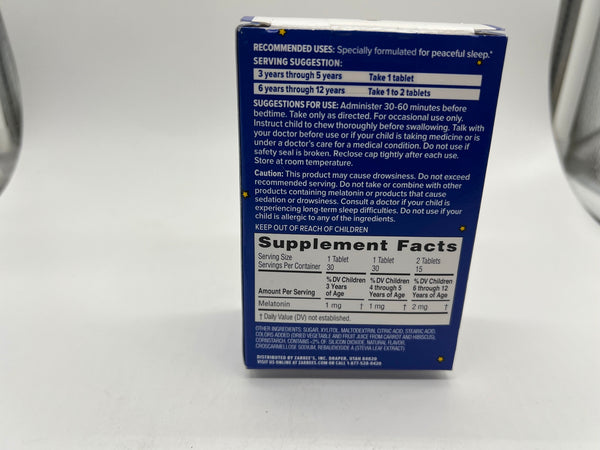 RECOMMENDED USES: Specially formulated for peaceful sleep.*
SERVING SUGGESTION:
3 years through 5 years Take 1 tablet
6 years through 12 years Take 1 to 2 tablets
SUGGESTIONS FOR USE: Administer 30-60 minutes before
bedtime. Take only as directed. For occasional use only.
Instruct child to chew thoroughly before swallowing. Talk with
your doctor before use or if your child is taking medicine or is
under a doctor's care for a medical condition. Do not use if
safety seal is broken. Reclose cap tightly after each use.
Store at room temperature.
Caution: This product may cause drowsiness. Do not exceed
recommended serving. Do not take or combine with other
products containing melatonin or products that cause
sedation or drowsiness. Consult a doctor if your child is
experiencing long-term sleep difficulties. Do not use if your
child is allergic to any of the ingredients.
KEEP OUT OF REACH OF CHILDREN
Supplement Facts
Serving Size 1 Tablet 1 Tablet 2 Tablets
Servings Per Container 30 30 15
% DV Children % DV Children % DV Children
3 Years 4 through 5 6 through 12
Amount Per Serving of Age Years of Age Years of Age
Melatonin 1 mg † 1 mg † 2 mg †
† Daily Value (DV) not established.
OTHER INGREDIENTS: SUGAR, XYLITOL, MALTODEXTRIN, CITRIC ACID, STEARIC ACID,
COLORS ADDED (DRIED VEGETABLE AND FRUIT JUICE FROM CARROT AND HIBISCUS),
CORNSTARCH. CONTAINS <2% OF SILICON DIOXIDE, NATURAL FLAVOR,
CROSCARMELLOSE SODIUM, REBAUDIOSIDE A (STEVIA LEAF EXTRACT)
DISTRIBUTED BY ZARBEE'S, INC. DRAPER, UTAH 84020
VISIT US ONLINE AT ZARBEES.COM OR CALL 1-877-528-0420